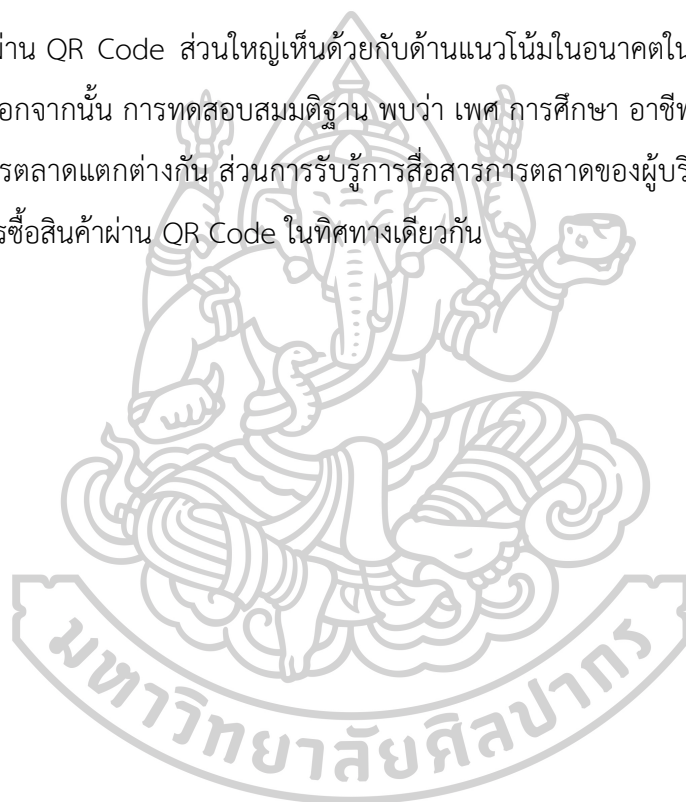 ผ่าน QR Code ส่วนใหญ่เห็นด้วยกับด้านแนวโน้มในอนาคตใน
อกจากนั้น การทดสอบสมมติฐาน พบว่า เพศ การศึกษา อาชีพ
รตลาดแตกต่างกัน ส่วนการรับรู้การสื่อสารการตลาดของผู้บริ
รซื้อสินค้าผ่าน QR Code ในทิศทางเดียวกัน
มหาวิทยาลัยศิลปากร